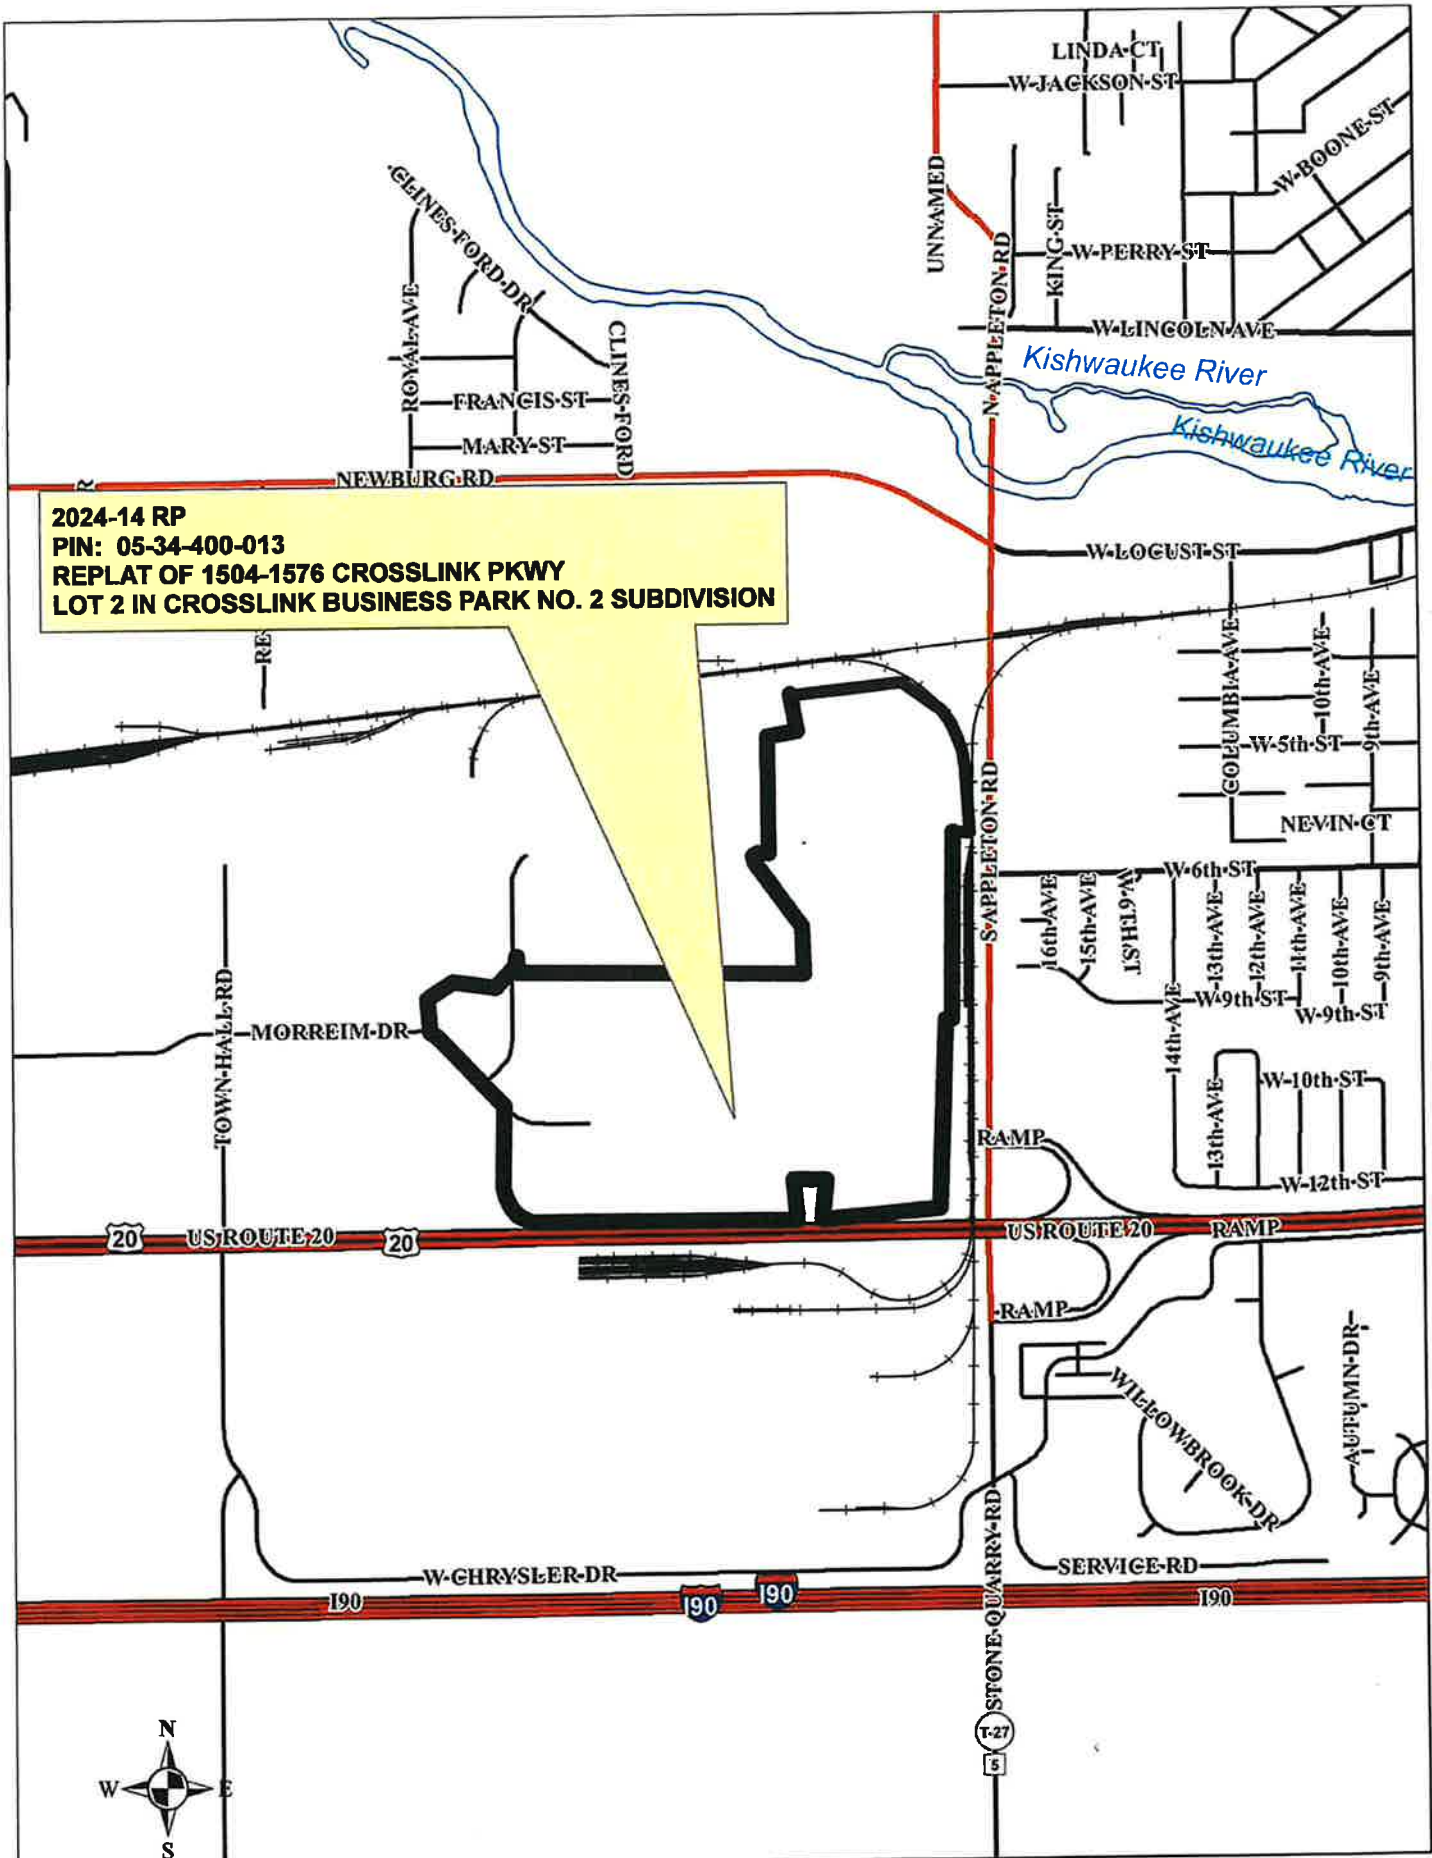 LINDA CT
W JACKSON ST
W BOONE ST
UNNAMED
CLINES FORD DR
KING ST
W PERRY ST
N APPLETON RD
ROYAL AVE
CLINES FORD
W LINCOLN AVE
Kishwaukee River
FRANCIS ST
Kishwaukee River
MARY ST
NEWBURG RD
R
2024-14 RP
PIN: 05-34-400-013
REPLAT OF 1504-1576 CROSSLINK PKWY
LOT 2 IN CROSSLINK BUSINESS PARK NO. 2 SUBDIVISION
W LOCUST ST
RE
COLUMBIA AVE
10th AVE
9th AVE
W 5th ST
S APPLETON RD
NEVIN CT
W 6th ST
16th AVE
15th AVE
W 6TH ST
13th AVE
12th AVE
11th AVE
10th AVE
9th AVE
W 9th ST
W 9th ST
14th AVE
TOWN HALL RD
MORREIM DR
W 10th ST
13th AVE
RAMP
W 12th ST
20
US ROUTE 20
20
US ROUTE 20
RAMP
RAMP
WILLOWBROOK DR
AUTUMN DR
W CHRYSLER DR
STONE QUARRY RD
SERVICE RD
I90
I90
I90
I90
T-27
5
N
W
E
S